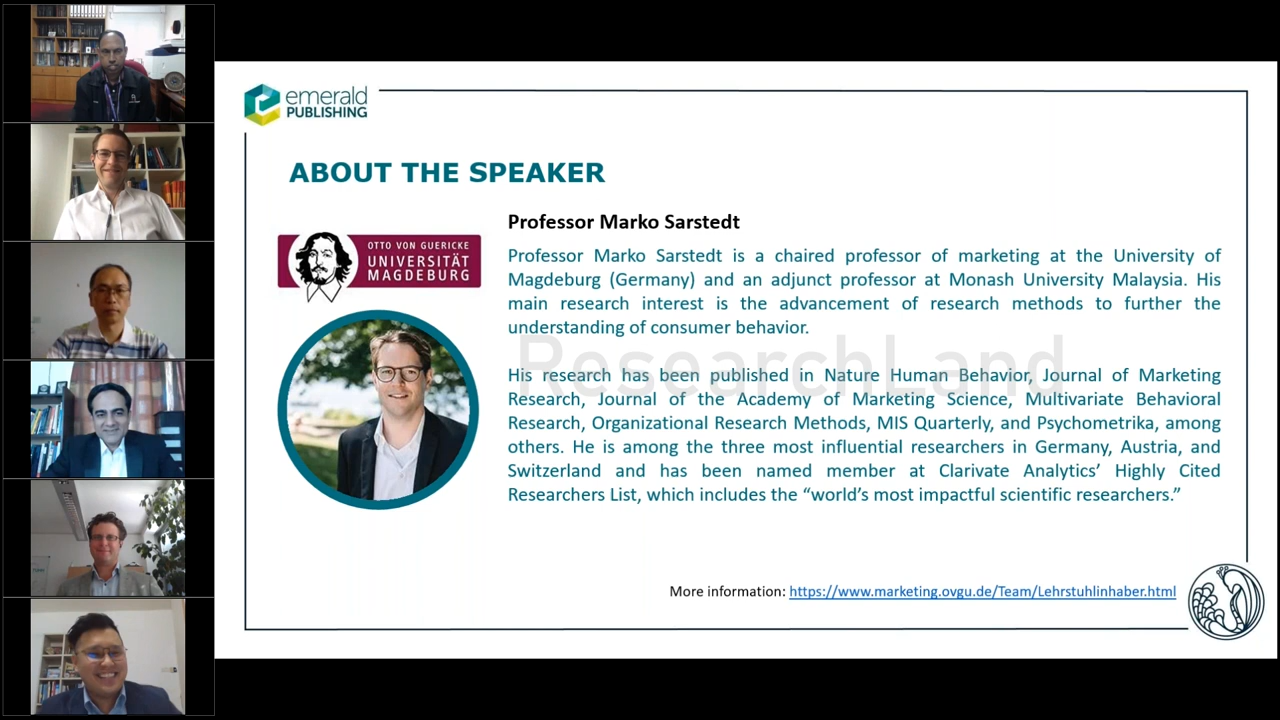 emerald
PUBLISHING
ABOUT THE SPEAKER
OTTO VON GUERICKE
UNIVERSITÄT
MAGDEBURG
Professor Marko Sarstedt
Professor Marko Sarstedt is a chaired professor of marketing at the University of
Magdeburg (Germany) and an adjunct professor at Monash University Malaysia. His
main research interest is the advancement of research methods to further the
understanding of consumer behavior.
ResearchLand
His research has been published in Nature Human Behavior, Journal of Marketing
Research, Journal of the Academy of Marketing Science, Multivariate Behavioral
Research, Organizational Research Methods, MIS Quarterly, and Psychometrika, among
others. He is among the three most influential researchers in Germany, Austria, and
Switzerland and has been named member at Clarivate Analytics’ Highly Cited
Researchers List, which includes the “world’s most impactful scientific researchers.”
More information: https://www.marketing.ovgu.de/Team/Lehrstuhlinhaber.html